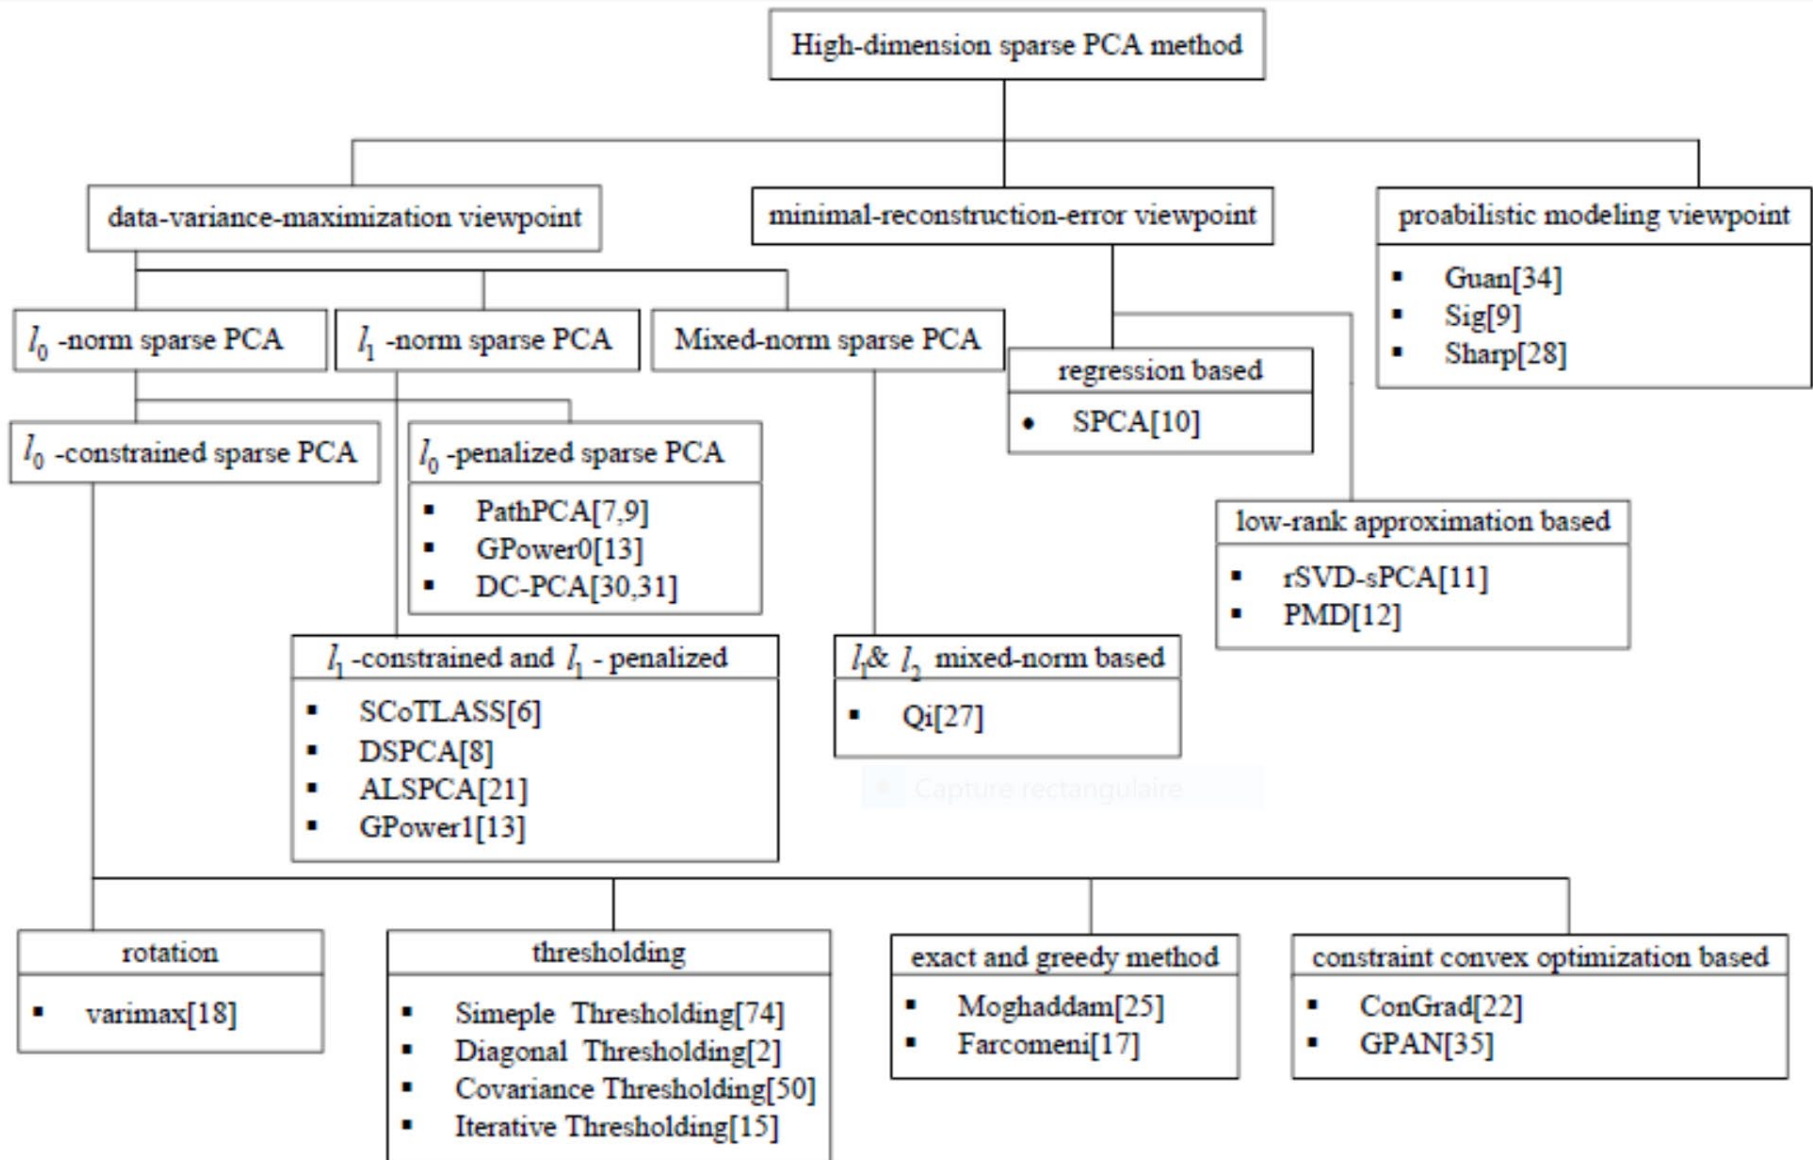 High-dimension sparse PCA method
data-variance-maximization viewpoint
minimal-reconstruction-error viewpoint
proabilistic modeling viewpoint
▪ Guan[34]
▪ Sig[9]
▪ Sharp[28]
l0 -norm sparse PCA
l1 -norm sparse PCA
Mixed-norm sparse PCA
regression based
• SPCA[10]
l0 -constrained sparse PCA
l0 -penalized sparse PCA
▪ PathPCA[7,9]
▪ GPower0[13]
▪ DC-PCA[30,31]
low-rank approximation based
▪ rSVD-sPCA[11]
▪ PMD[12]
l1 -constrained and l1 - penalized
▪ SCoTLASS[6]
▪ DSPCA[8]
▪ ALSPCA[21]
▪ GPower1[13]
l1& l2 mixed-norm based
▪ Qi[27]
Capture rectangulaire
rotation
▪ varimax[18]
thresholding
▪ Simeple Thresholding[74]
▪ Diagonal Thresholding[2]
▪ Covariance Thresholding[50]
▪ Iterative Thresholding[15]
exact and greedy method
▪ Moghaddam[25]
▪ Farcomeni[17]
constraint convex optimization based
▪ ConGrad[22]
▪ GPAN[35]